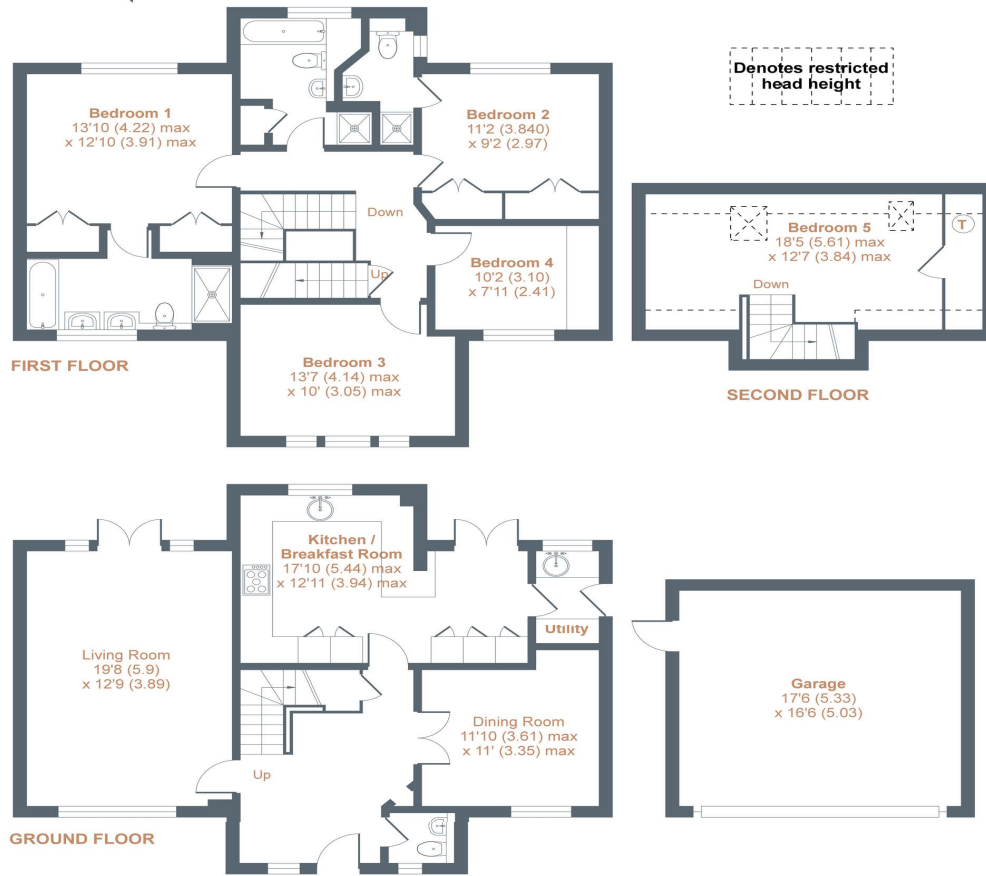 Bedroom 1
13'10 (4.22) max
x 12'10 (3.91) max
Bedroom 2
11'2 (3.840)
x 9'2 (2.97)
Denotes restricted
head height
Down
Up
Bedroom 4
10'2 (3.10)
x 7'11 (2.41)
Bedroom 3
13'7 (4.14) max
x 10' (3.05) max
FIRST FLOOR
Bedroom 5
18'5 (5.61) max
x 12'7 (3.84) max
T
Down
SECOND FLOOR
Kitchen /
Breakfast Room
17'10 (5.44) max
x 12'11 (3.94) max
Utility
Living Room
19'8 (5.9)
x 12'9 (3.89)
Dining Room
11'10 (3.61) max
x 11' (3.35) max
Up
Garage
17'6 (5.33)
x 16'6 (5.03)
GROUND FLOOR